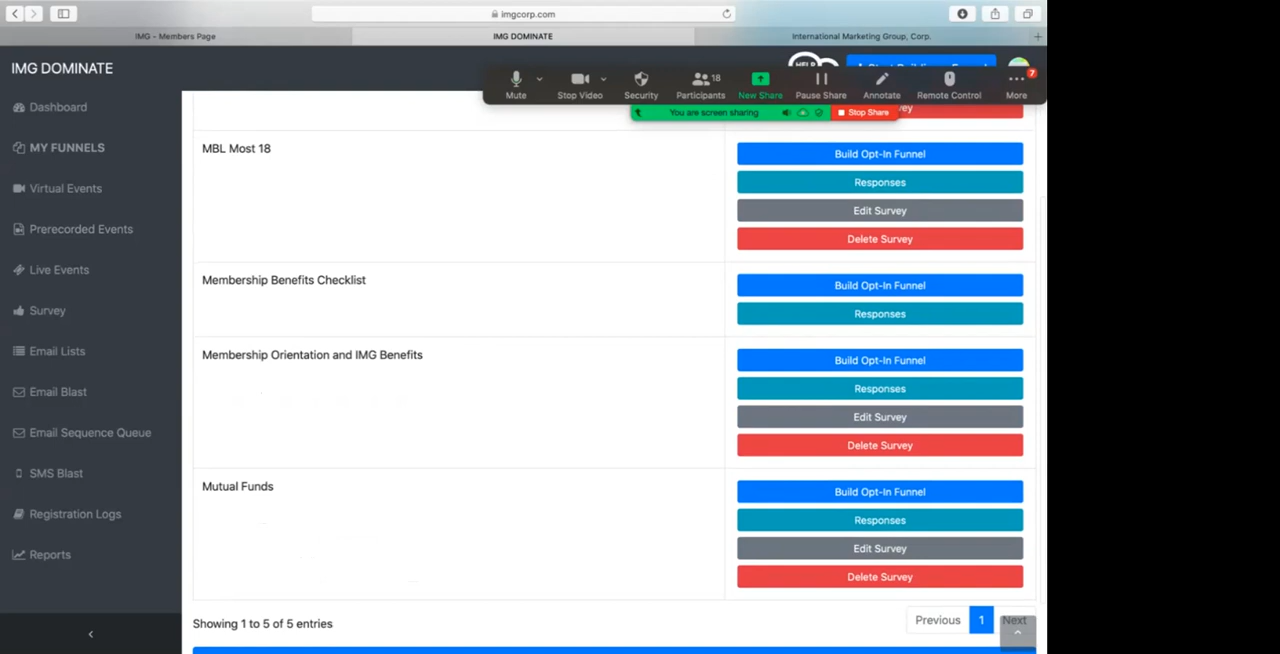 imgcorp.com
IMG - Members Page
IMG DOMINATE
International Marketing Group, Corp.
IMG DOMINATE
HELP
Mute
Stop Video
Security
18
Participants
New Share
Pause Share
Annotate
Remote Control
7
More
You are screen sharing
Stop Share
Dashboard
MY FUNNELS
Virtual Events
Prerecorded Events
Live Events
Survey
Email Lists
Email Blast
Email Sequence Queue
SMS Blast
Registration Logs
Reports
MBL Most 18
Build Opt-In Funnel
Responses
Edit Survey
Delete Survey
Membership Benefits Checklist
Build Opt-In Funnel
Responses
Membership Orientation and IMG Benefits
Build Opt-In Funnel
Responses
Edit Survey
Delete Survey
Mutual Funds
Build Opt-In Funnel
Responses
Edit Survey
Delete Survey
Showing 1 to 5 of 5 entries
Previous 1 Next